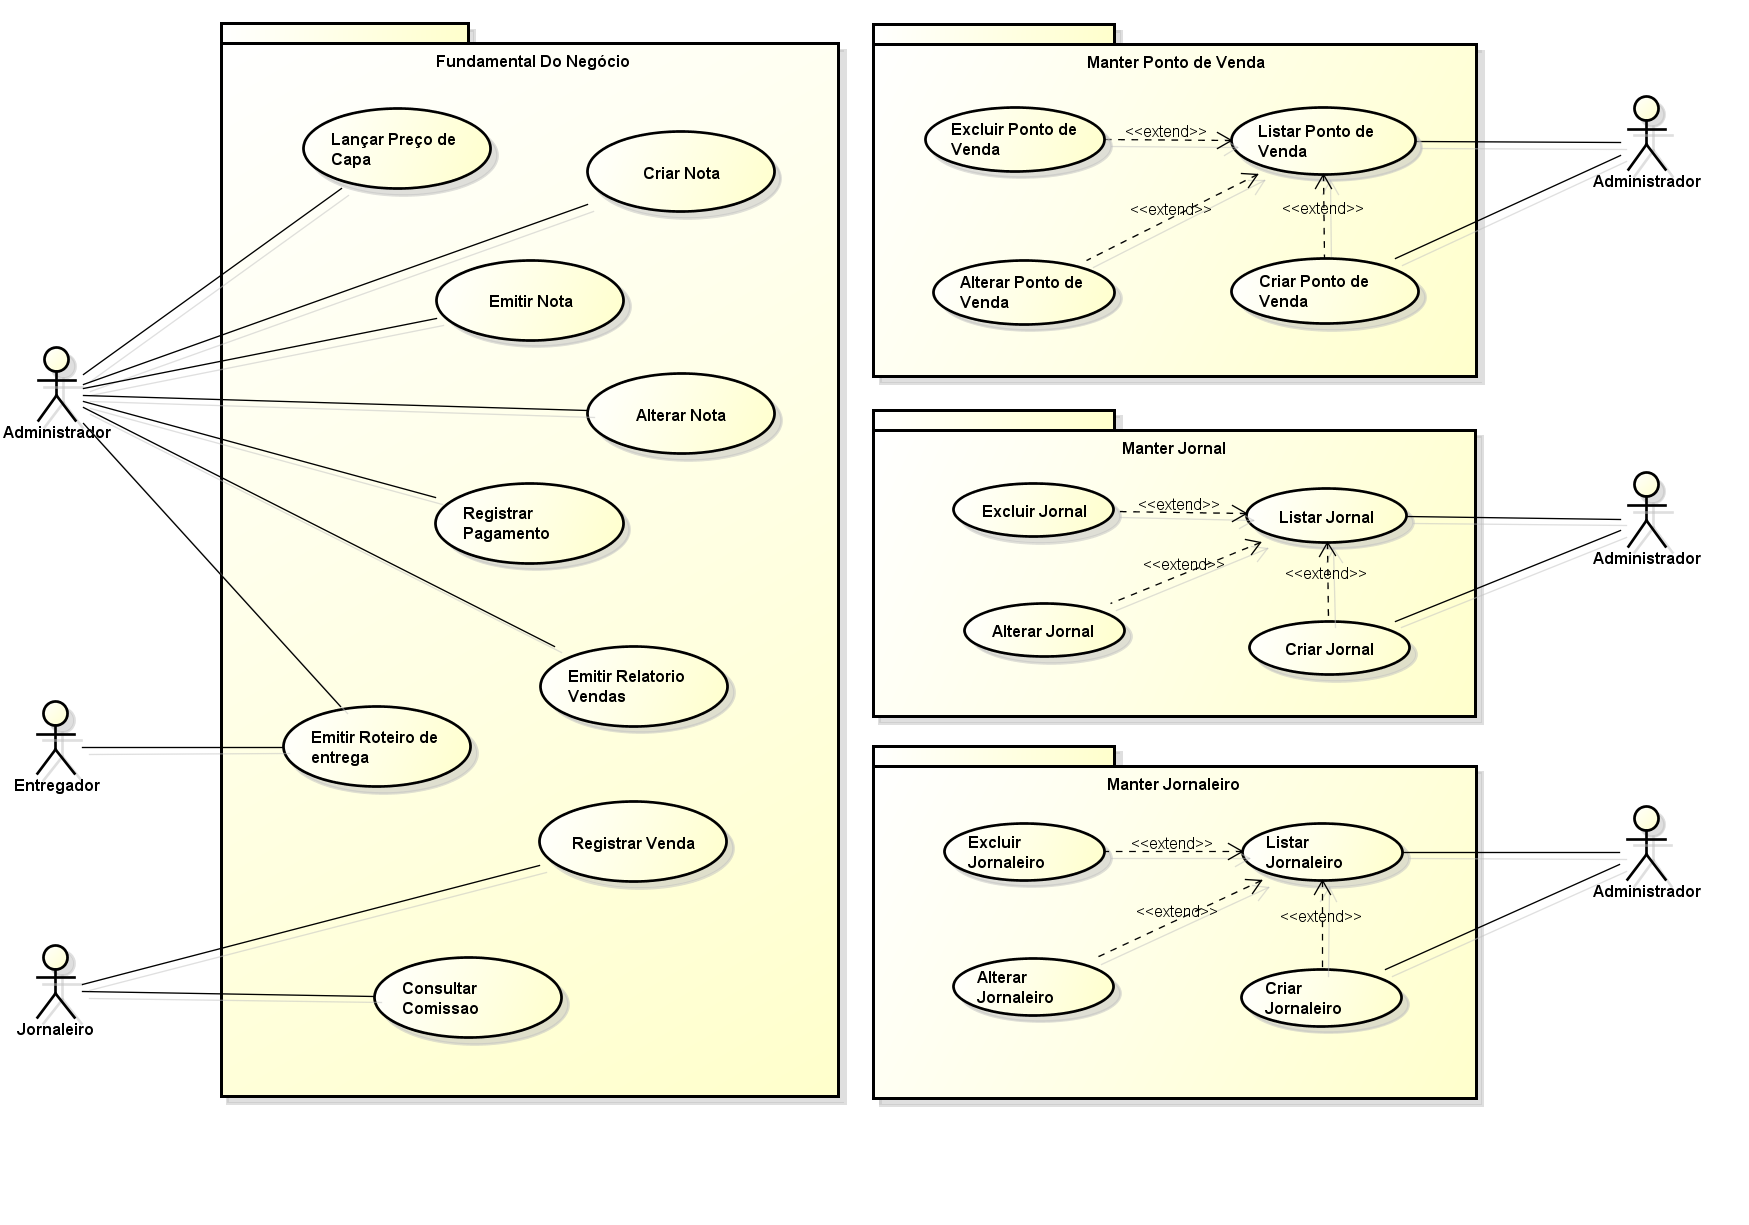 Fundamental Do Negócio
Lançar Preço de
Capa
Criar Nota
Emitir Nota
Alterar Nota
Registrar
Pagamento
Emitir Relatorio
Vendas
Emitir Roteiro de
entrega
Registrar Venda
Consultar
Comissao
Administrador
Entregador
Jornaleiro
Manter Ponto de Venda
Excluir Ponto de
Venda
<<extend>>
Listar Ponto de
Venda
<<extend>>
<<extend>>
Alterar Ponto de
Venda
Criar Ponto de
Venda
Administrador
Manter Jornal
Excluir Jornal
<<extend>>
Listar Jornal
<<extend>>
<<extend>>
Alterar Jornal
Criar Jornal
Administrador
Manter Jornaleiro
Excluir
Jornaleiro
<<extend>>
Listar
Jornaleiro
<<extend>>
<<extend>>
Alterar
Jornaleiro
Criar
Jornaleiro
Administrador